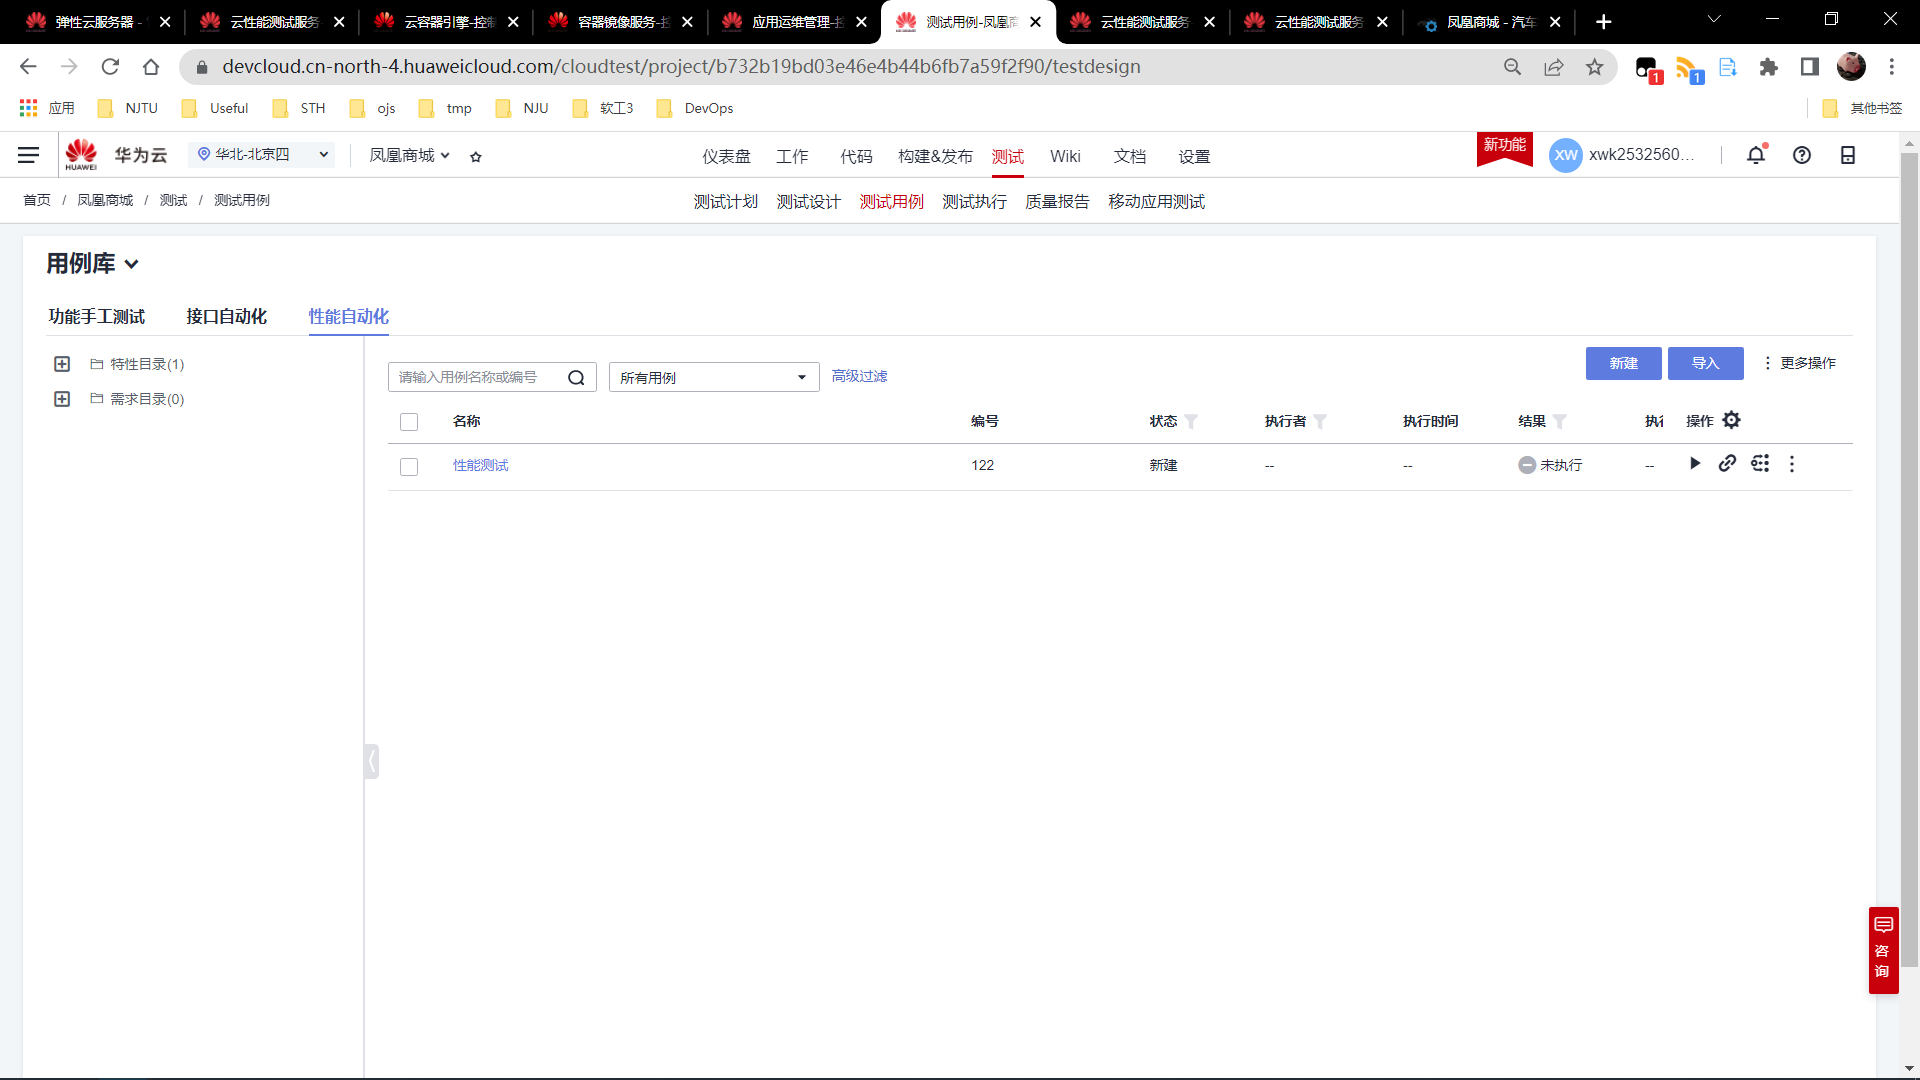 弹性云服务器 -
云性能测试服务
云容器引擎-控制
容器镜像服务-控
应用运维管理-控
测试用例-凤凰商
云性能测试服务
云性能测试服务
凤凰商城 - 汽车
devcloud.cn-north-4.huaweicloud.com/cloudtest/project/b732b19bd03e46e4b44b6fb7a59f2f90/testdesign
1
1
应用
NJTU
Useful
STH
ojs
tmp
NJU
软工3
DevOps
其他书签
HUAWEI
华为云
华北-北京四
凤凰商城
仪表盘
工作
代码
构建&发布
测试
Wiki
文档
设置
新功能
XW
xwk2532560...
首页 / 凤凰商城 / 测试 / 测试用例
测试计划
测试设计
测试用例
测试执行
质量报告
移动应用测试
用例库
功能手工测试
接口自动化
性能自动化
特性目录(1)
需求目录(0)
请输入用例名称或编号
所有用例
高级过滤
新建
导入
更多操作
名称
编号
状态
执行者
执行时间
结果
操作
性能测试
122
新建
--
--
未执行
--
咨
询